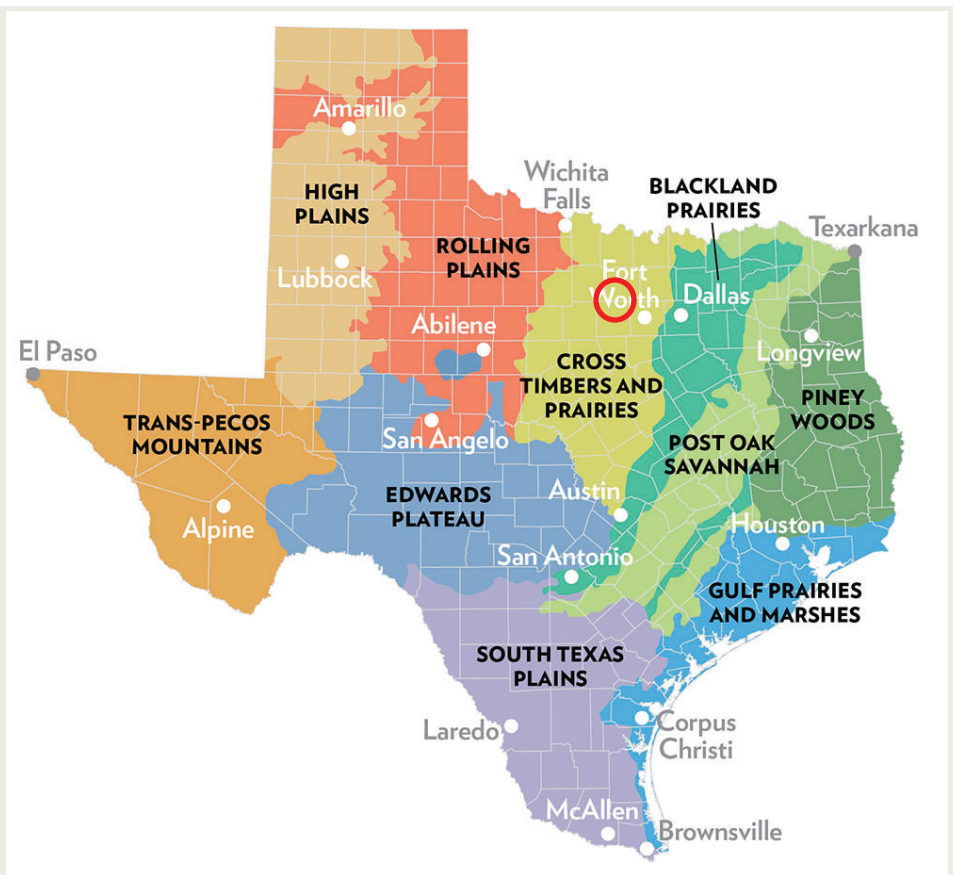 Amarillo
Wichita
Falls
BLACKLAND
PRAIRIES
HIGH
PLAINS
Texarkana
ROLLING
PLAINS
Lubbock
Fort
Worth
Dallas
Abilene
El Paso
Longview
CROSS
TIMBERS AND
PRAIRIES
PINEY
WOODS
TRANS-PECOS
MOUNTAINS
San Angelo
POST OAK
SAVANNAH
EDWARDS
PLATEAU
Austin
Alpine
Houston
San Antonio
GULF PRAIRIES
AND MARSHES
SOUTH TEXAS
PLAINS
Laredo
Corpus
Christi
McAllen
Brownsville